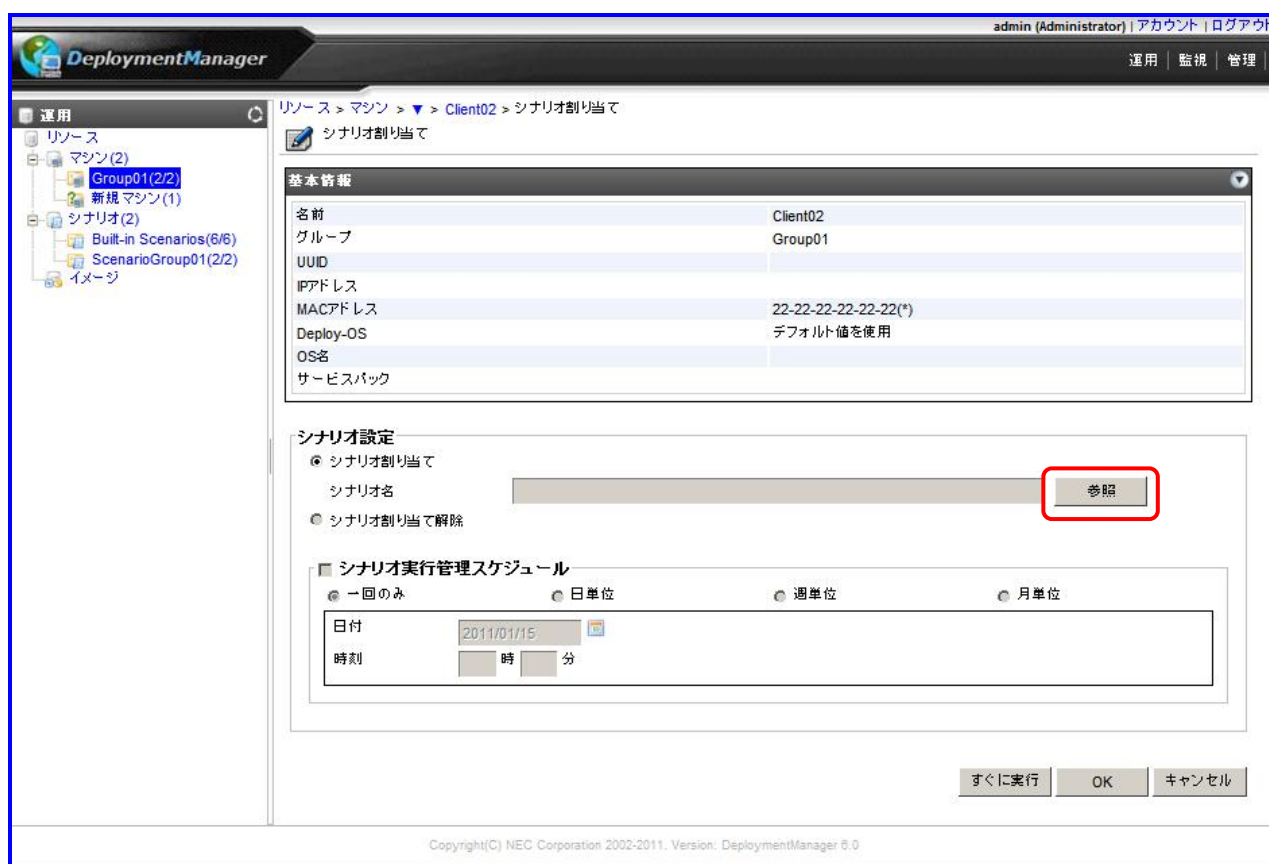 admin (Administrator) | アカウント | ログアウト
DeploymentManager
運用 | 監視 | 管理 |
運用
リソース
マシン(2)
Group01(2/2)
新規マシン(1)
シナリオ(2)
Built-in Scenarios(6/6)
ScenarioGroup01(2/2)
イメージ
リソース > マシン > ▼ > Client02 > シナリオ割り当て
シナリオ割り当て
基本情報
名前 Client02
グループ Group01
UUID
IPアドレス
MACアドレス 22-22-22-22-22-22(*)
Deploy-OS デフォルト値を使用
OS名
サービスパック
シナリオ設定
シナリオ割り当て
シナリオ名 参照
シナリオ割り当て解除
シナリオ実行管理スケジュール
一回のみ 日単位 週単位 月単位
日付 2011/01/15
時刻 時 分
すぐに実行 OK キャンセル
Copyright(C) NEC Corporation 2002-2011. Version: DeploymentManager 6.0